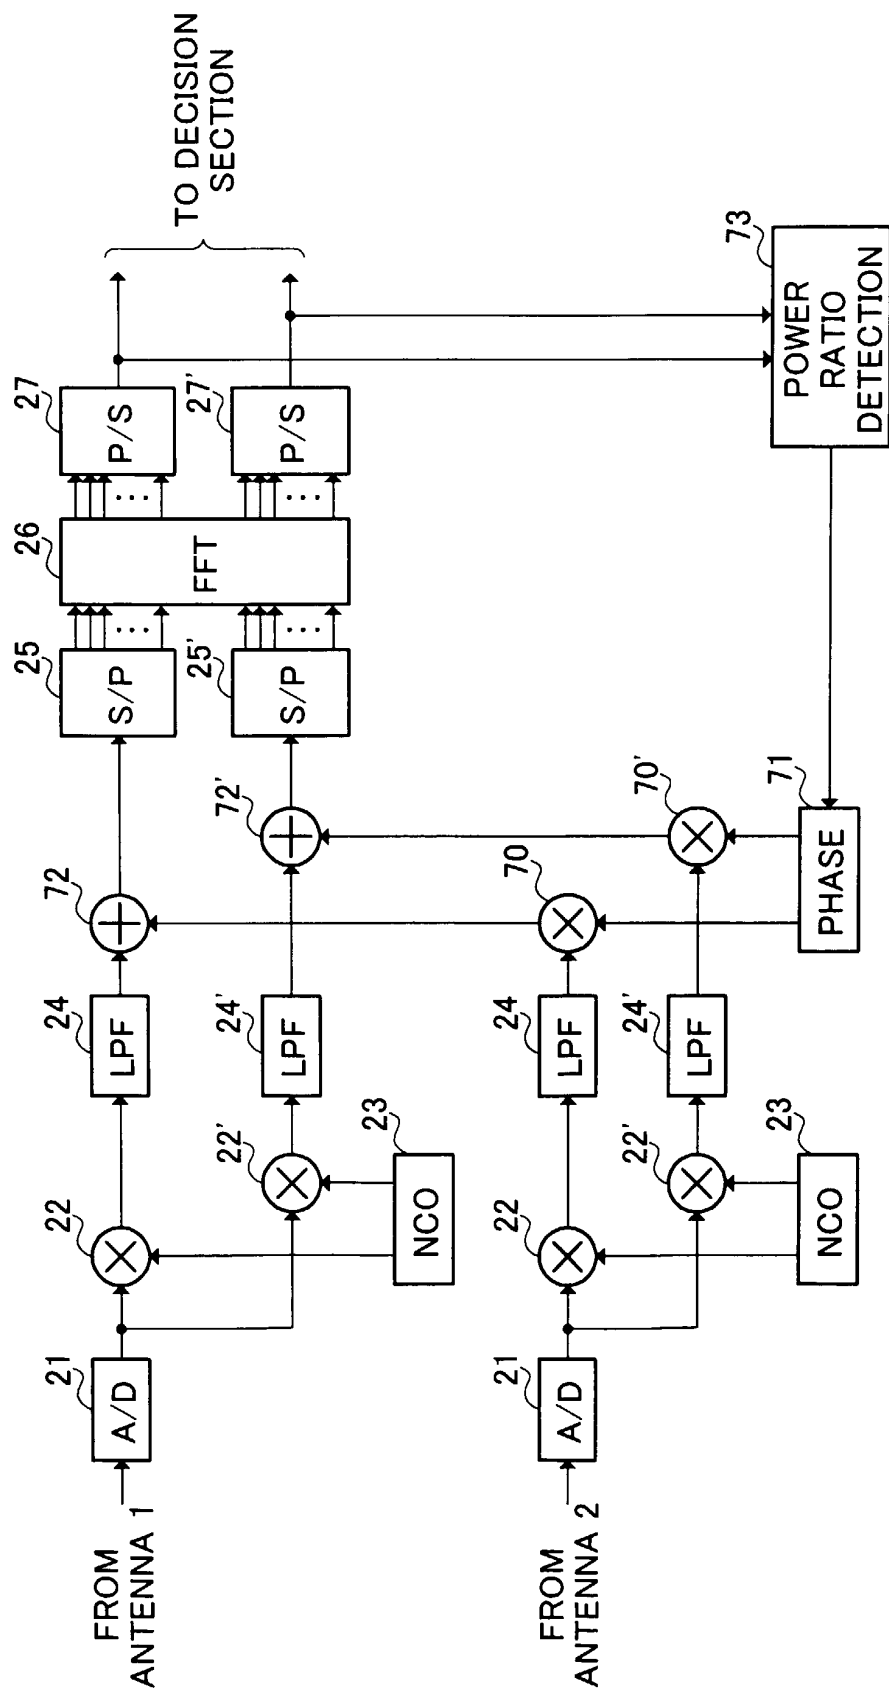 FROM
ANTENNA 1
21
A/D
22
22'
23
NCO
24
LPF
24'
LPF
72
72'
25
S/P
25'
S/P
...
...
26
FFT
...
...
27
P/S
27'
P/S
TO DECISION
SECTION
FROM
ANTENNA 2
21
A/D
22
22'
23
NCO
24
LPF
24'
LPF
70
70'
71
PHASE
73
POWER
RATIO
DETECTION